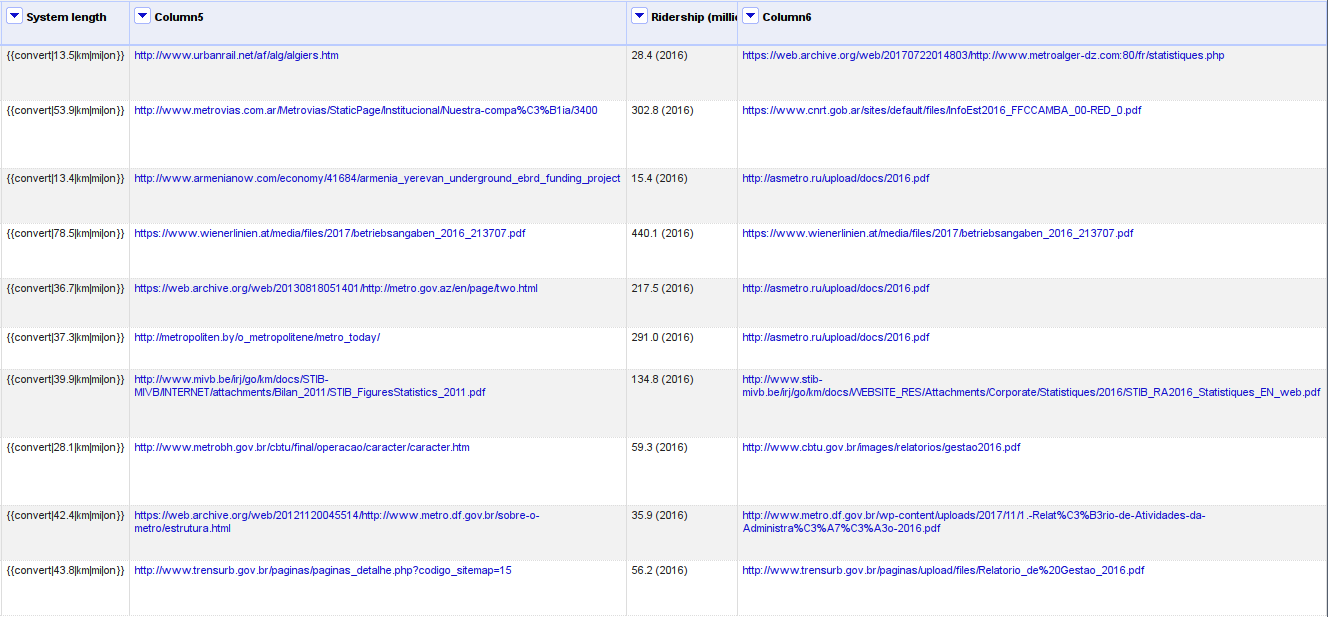 System length Column5 Ridership (millic Column6
{{convert|13.5|km|mi|on}} http://www.urbanrail.net/af/alg/algiers.htm 28.4 (2016) https://web.archive.org/web/20170722014803/http://www.metroalger-dz.com:80/fr/statistiques.php
{{convert|53.9|km|mi|on}} http://www.metrovias.com.ar/Metrovias/StaticPage/Institucional/Nuestra-compa%C3%B1ia/3400 302.8 (2016) https://www.cnrt.gob.ar/sites/default/files/InfoEst2016_FFCCAMBA_00-RED_0.pdf
{{convert|13.4|km|mi|on}} http://www.armenianow.com/economy/41684/armenia_yerevan_underground_ebrd_funding_project 15.4 (2016) http://asmetro.ru/upload/docs/2016.pdf
{{convert|78.5|km|mi|on}} https://www.wienerlinien.at/media/files/2017/betriebsangaben_2016_213707.pdf 440.1 (2016) https://www.wienerlinien.at/media/files/2017/betriebsangaben_2016_213707.pdf
{{convert|36.7|km|mi|on}} https://web.archive.org/web/20130818051401/http://metro.gov.az/en/page/two.html 217.5 (2016) http://asmetro.ru/upload/docs/2016.pdf
{{convert|37.3|km|mi|on}} http://metropoliten.by/o_metropolitene/metro_today/ 291.0 (2016) http://asmetro.ru/upload/docs/2016.pdf
{{convert|39.9|km|mi|on}} http://www.mivb.be/irj/go/km/docs/STIB- 134.8 (2016) http://www.stib-
MIVB/INTERNET/attachments/Bilan_2011/STIB_FiguresStatistics_2011.pdf mivb.be/irj/go/km/docs/WEBSITE_RES/Attachments/Corporate/Statistiques/2016/STIB_RA2016_Statistiques_EN_web.pdf
{{convert|28.1|km|mi|on}} http://www.metrobh.gov.br/cbtu/final/operacao/caracter/caracter.htm 59.3 (2016) http://www.cbtu.gov.br/images/relatorios/gestao2016.pdf
{{convert|42.4|km|mi|on}} https://web.archive.org/web/20121120045514/http://www.metro.df.gov.br/sobre-o- 35.9 (2016) http://www.metro.df.gov.br/wp-content/uploads/2017/11/1.-Relat%C3%B3rio-de-Atividades-da-
metro/estrutura.html Administra%C3%A7%C3%A3o-2016.pdf
{{convert|43.8|km|mi|on}} http://www.trensurb.gov.br/paginas/paginas_detalhe.php?codigo_sitemap=15 56.2 (2016) http://www.trensurb.gov.br/paginas/upload/files/Relatorio_de%20Gestao_2016.pdf